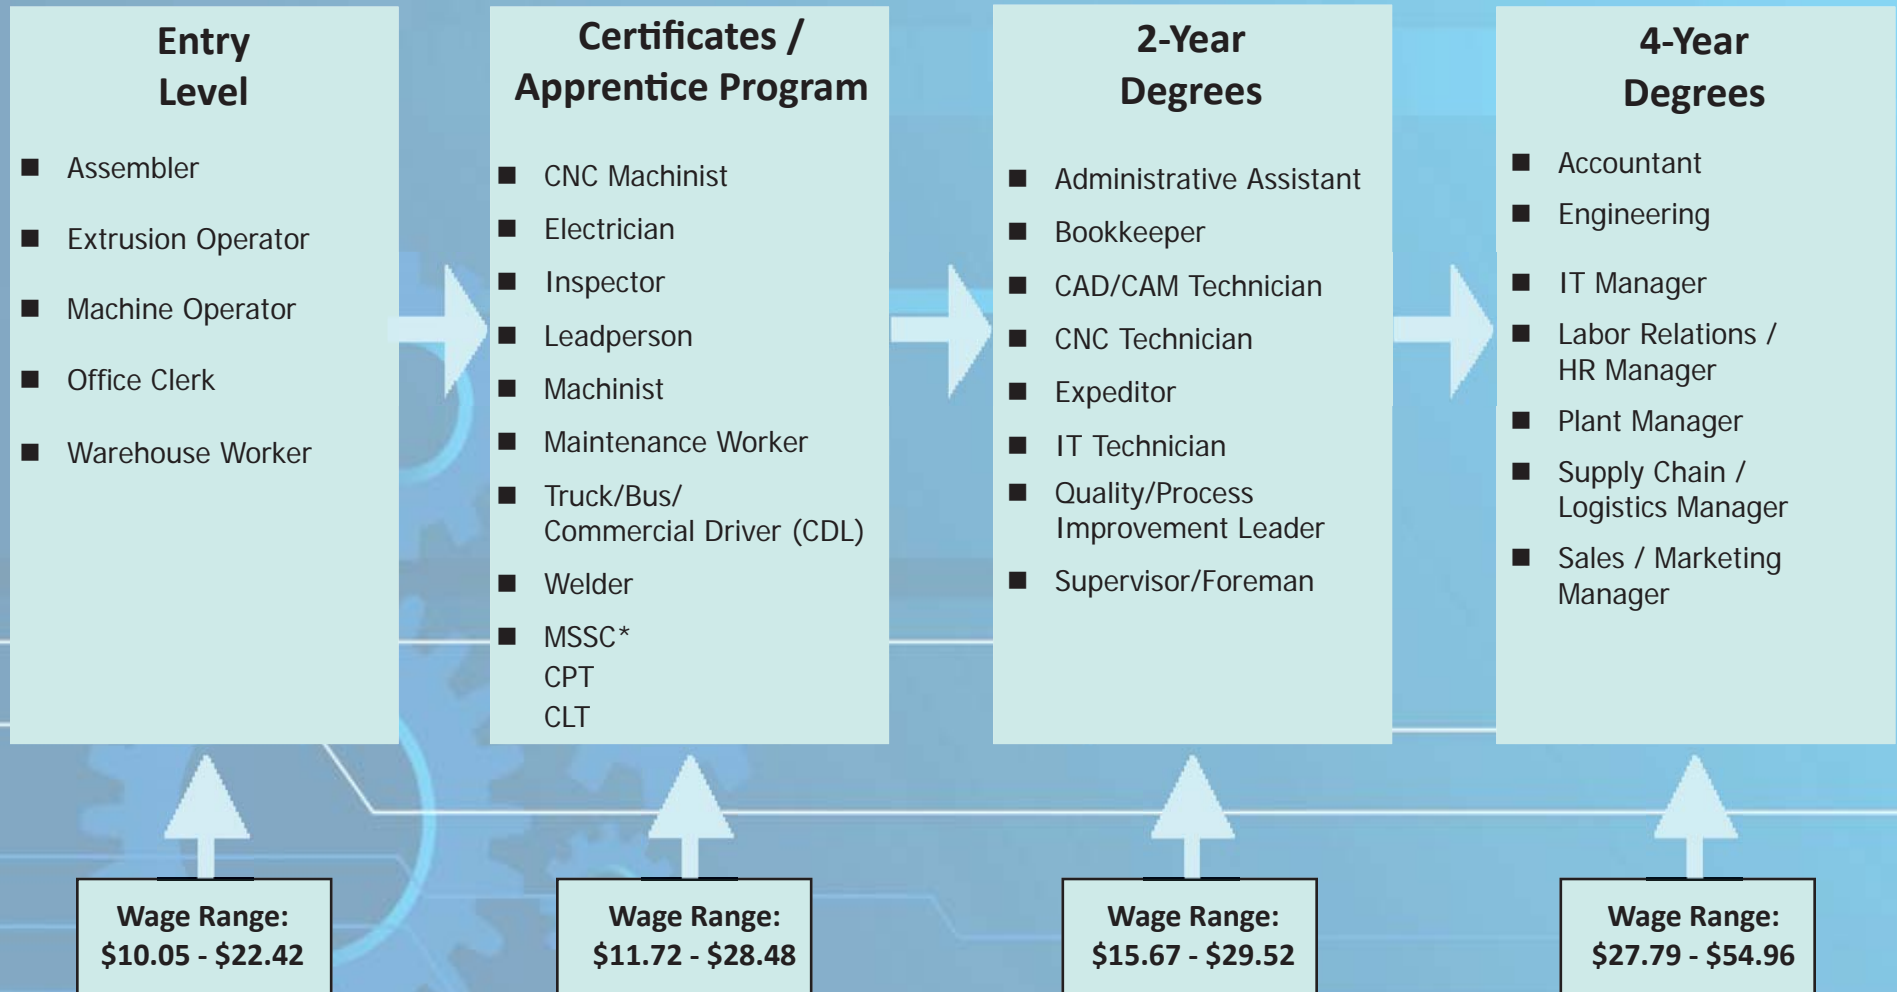 Entry
Level
■ Assembler
■ Extrusion Operator
■ Machine Operator
■ Office Clerk
■ Warehouse Worker
Wage Range:
$10.05 - $22.42
Certificates /
Apprentice Program
■ CNC Machinist
■ Electrician
■ Inspector
■ Leadperson
■ Machinist
■ Maintenance Worker
■ Truck/Bus/
Commercial Driver (CDL)
■ Welder
■ MSSC*
CPT
CLT
Wage Range:
$11.72 - $28.48
2-Year
Degrees
■ Administrative Assistant
■ Bookkeeper
■ CAD/CAM Technician
■ CNC Technician
■ Expeditor
■ IT Technician
■ Quality/Process
Improvement Leader
■ Supervisor/Foreman
Wage Range:
$15.67 - $29.52
4-Year
Degrees
■ Accountant
■ Engineering
■ IT Manager
■ Labor Relations /
HR Manager
■ Plant Manager
■ Supply Chain /
Logistics Manager
■ Sales / Marketing
Manager
Wage Range:
$27.79 - $54.96